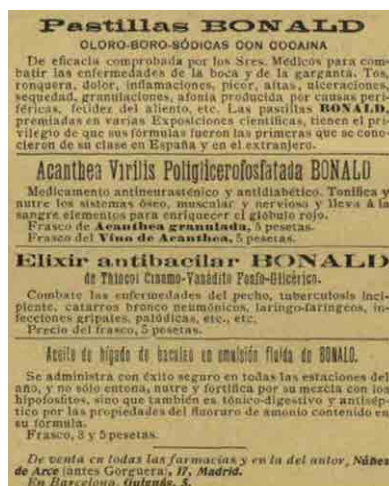 Pastillas BONALD
CLORO-BORO-SÓDICAS CON COCAINA
De eficacia comprobada por los Sres. Médicos para com-
batir las enfermedades de la boca y de la garganta. Tos,
ronquera, dolor, inflamaciones, picor, aftas, ulceraciones,
sequedad, granulaciones, afonía producida por causas peri-
féricas, fetidez del aliento, etc. Las pastillas BONALD,
premiadas en varias Exposiciones científicas, tienen el pri-
vilegio de que sus fórmulas fueron las primeras que se cono-
cieron de su clase en España y en el extranjero.
Acanthea Virilis Poliglicerofosfatada BONALD
Medicamento antineurasténico y antidiabético. Tonifica y
nutre los sistemas óseo, muscular y nervioso y lleva á la
sangre elementos para enriquecer el glóbulo rojo.
Frasco de Acanthea granulada, 5 pesetas.
Frasco del Vino de Acanthea, 5 pesetas.
Elixir antibacilar BONALD
de Thiocol Cinamo-Vanádito Fosfo-Glicérico.
Combate las enfermedades del pecho, tuberculosis inci-
piente, catarros bronco neumónicos, laringo-faríngeos, in-
fecciones gripales, palúdicas, etc., etc.
Precio del frasco, 5 pesetas.
Aceite de hígado de bacalao en emulsión fluida de BONALD.
Se administra con éxito seguro en todas las estaciones del
año, y no sólo entona, nutre y fortifica por su mezcla con los
hipofosfitos, sino que también es tónico-digestivo y antisép-
tico por las propiedades del fluoruro de amonio contenido en
su fórmula.
Frasco, 3 y 5 pesetas.
De venta en todas las farmacias y en la del autor, Núñez
de Arce (antes Gorguera), 17, Madrid.
En Barcelona, Guignás, 5.